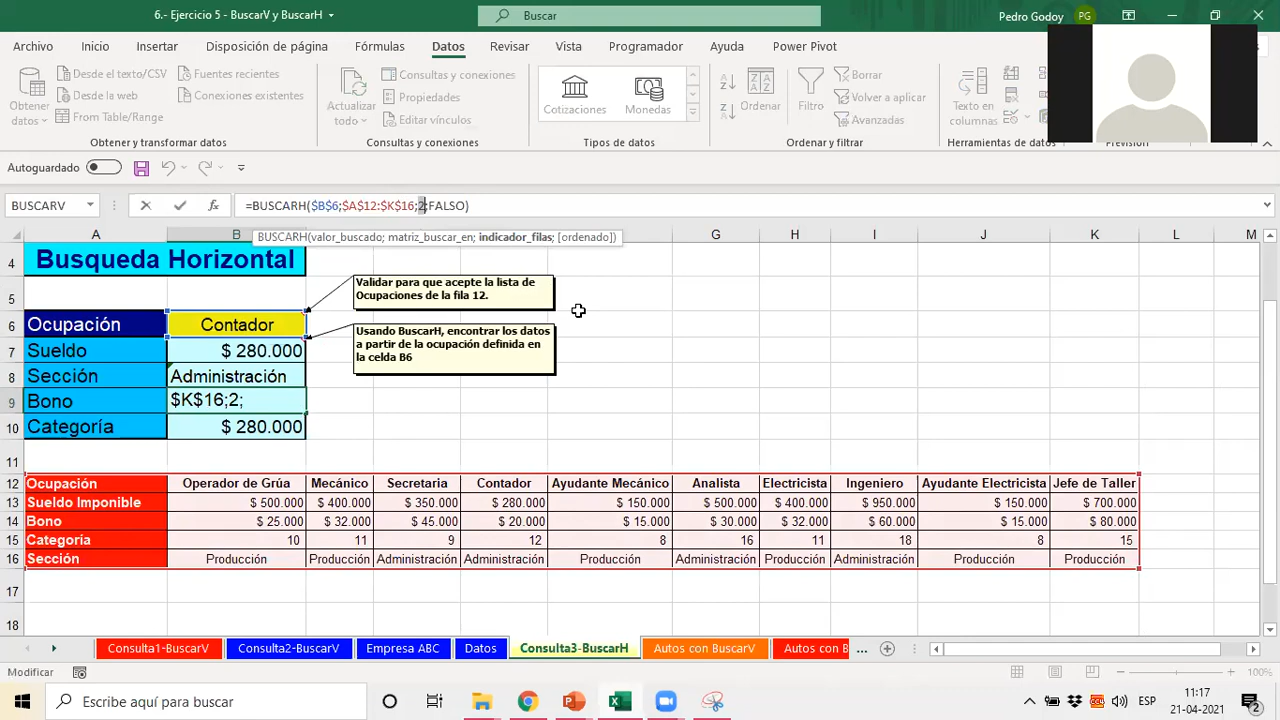 6.- Ejercicio 5 - BuscarV y BuscarH
Buscar
Pedro Godoy PG
Archivo Inicio Insertar Disposición de página Fórmulas Datos Revisar Vista Programador Ayuda Power Pivot
Obtener datos
Desde el texto/CSV
Desde la web
From Table/Range
Fuentes recientes
Conexiones existentes
Actualizar todo
Consultas y conexiones
Propiedades
Editar vínculo
Cotizaciones Monedas
Ordenar
Filtro
Borrar
Volver a aplicar
Avanzadas
Texto en columnas
Obtener y transformar datos Consultas y conexiones Tipos de datos Ordenar y filtrar Herramientas de datos Previsión
Autoguardado
BUSCARV fx =BUSCARH($B$6;$A$12:$K$16;2;FALSO)
BUSCARH(valor_buscado; matriz_buscar_en; indicador_filas; [ordenado])
A B G H I J K L M
4 Busqueda Horizontal
5
Validar para que acepte la lista de
Ocupaciones de la fila 12.
6 Ocupación Contador
Usando BuscarH, encontrar los datos
a partir de la ocupación definida en
la celda B6
7 Sueldo $ 280.000
8 Sección Administración
9 Bono $K$16;2;
10 Categoría $ 280.000
11
12 Ocupación Operador de Grúa Mecánico Secretaria Contador Ayudante Mecánico Analista Electricista Ingeniero Ayudante Electricista Jefe de Taller
13 Sueldo Imponible $ 500.000 $ 400.000 $ 350.000 $ 280.000 $ 150.000 $ 500.000 $ 400.000 $ 950.000 $ 150.000 $ 700.000
14 Bono $ 25.000 $ 32.000 $ 45.000 $ 20.000 $ 15.000 $ 30.000 $ 32.000 $ 60.000 $ 15.000 $ 80.000
15 Categoría 10 11 9 12 8 16 11 18 8 15
16 Sección Producción Producción Administración Administración Producción Administración Producción Administración Producción Producción
17
18
Consulta1-BuscarV Consulta2-BuscarV Empresa ABC Datos Consulta3-BuscarH Autos con BuscarV Autos con B ...
Modificar 100%
Escribe aquí para buscar
ESP
11:17
21-04-2021
2